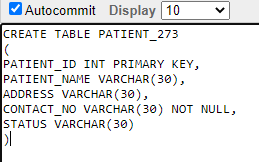 Autocommit Display 10
CREATE TABLE PATIENT_273
(
PATIENT_ID INT PRIMARY KEY,
PATIENT_NAME VARCHAR(30),
ADDRESS VARCHAR(30),
CONTACT_NO VARCHAR(30) NOT NULL,
STATUS VARCHAR(30)
)